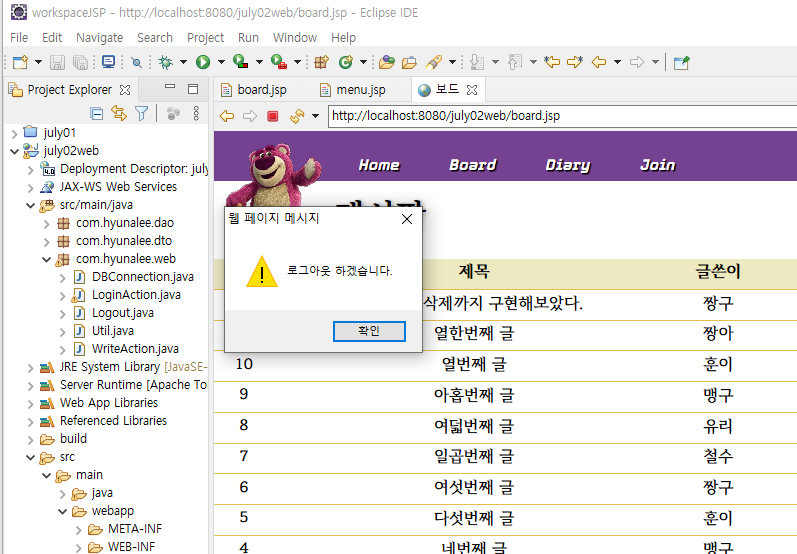 workspaceJSP - http://localhost:8080/july02web/board.jsp - Eclipse IDE
File Edit Navigate Search Project Run Window Help
Project Explorer
board.jsp menu.jsp 보드
http://localhost:8080/july02web/board.jsp
july01
july02web
Deployment Descriptor: july
JAX-WS Web Services
src/main/java
com.hyunalee.dao
com.hyunalee.dto
com.hyunalee.web
DBConnection.java
LoginAction.java
Logout.java
Util.java
WriteAction.java
JRE System Library [JavaSE-
Server Runtime [Apache To
Web App Libraries
Referenced Libraries
build
src
main
java
webapp
META-INF
WEB-INF
Home Board Diary Join
웹 페이지 메시지
로그아웃 하겠습니다.
확인
제목 글쓴이
삭제까지 구현해보았다. 짱구
열한번째 글 짱아
10 열번째 글 훈이
9 아홉번째 글 맹구
8 여덟번째 글 유리
7 일곱번째 글 철수
6 여섯번째 글 짱구
5 다섯번째 글 훈이
4 네번째 글 맹구